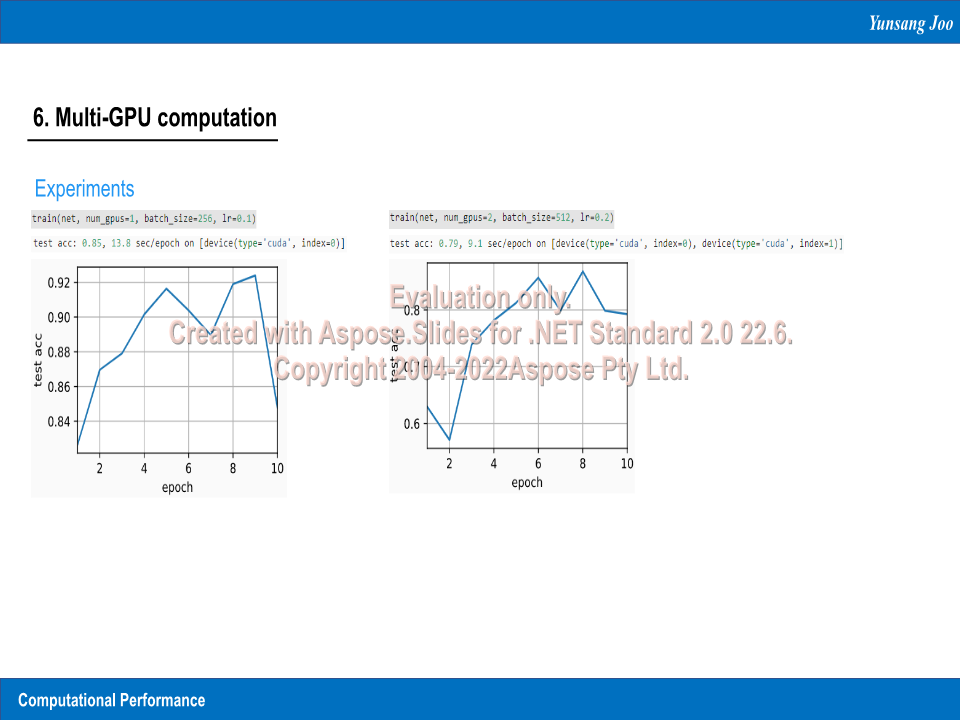 Yunsang Joo
6. Multi-GPU computation
Experiments
train(net, num_gpus=1, batch_size=256, lr=0.1)
test acc: 0.85, 13.8 sec/epoch on [device(type='cuda', index=0)]
0.92
0.90
0.88
0.86
0.84
test acc
2 4 6 8 10
epoch
train(net, num_gpus=2, batch_size=512, lr=0.2)
test acc: 0.79, 9.1 sec/epoch on [device(type='cuda', index=0), device(type='cuda', index=1)]
0.8
0.6
test acc
2 4 6 8 10
epoch
Evaluation only.
Created with Aspose.Slides for .NET Standard 2.0 22.6.
Copyright 2004-2022Aspose Pty Ltd.
Computational Performance